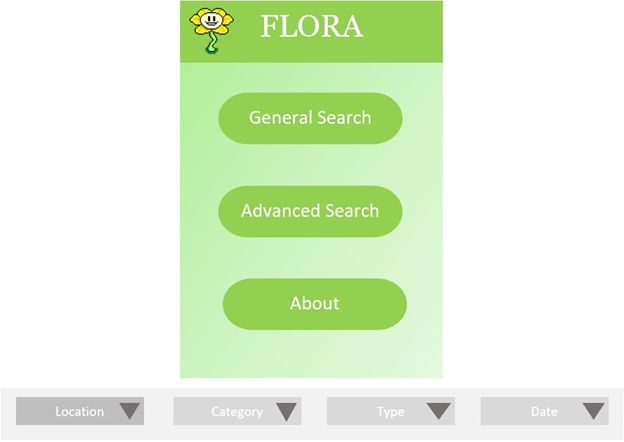 FLORA
General Search
Advanced Search
About
Location
Category
Type
Date